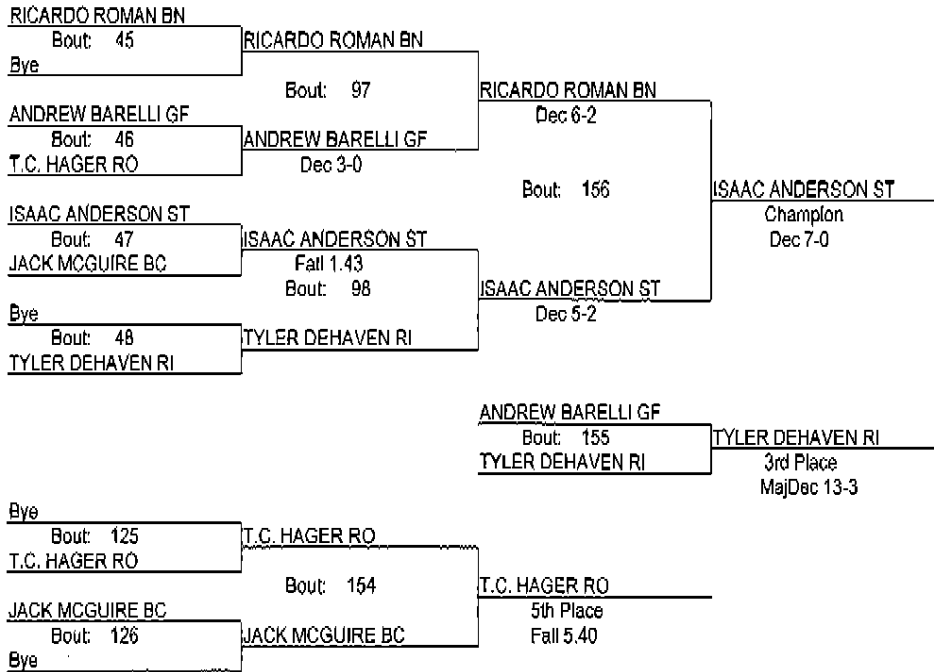 RICARDO ROMAN BN
Bout: 45
Bye
RICARDO ROMAN BN
Bout: 97
ANDREW BARELLI GF
Bout: 46
T.C. HAGER RO
ANDREW BARELLI GF
Dec 3-0
RICARDO ROMAN BN
Dec 6-2
Bout: 156
ISAAC ANDERSON ST
Bout: 47
JACK MCGUIRE BC
ISAAC ANDERSON ST
Fall 1.43
Bout: 98
Bye
Bout: 48
TYLER DEHAVEN RI
TYLER DEHAVEN RI
ISAAC ANDERSON ST
Dec 5-2
ISAAC ANDERSON ST
Champion
Dec 7-0
ANDREW BARELLI GF
Bout: 155
TYLER DEHAVEN RI
TYLER DEHAVEN RI
3rd Place
MajDec 13-3
Bye
Bout: 125
T.C. HAGER RO
T.C. HAGER RO
Bout: 154
JACK MCGUIRE BC
Bout: 126
Bye
JACK MCGUIRE BC
T.C. HAGER RO
5th Place
Fall 5.40